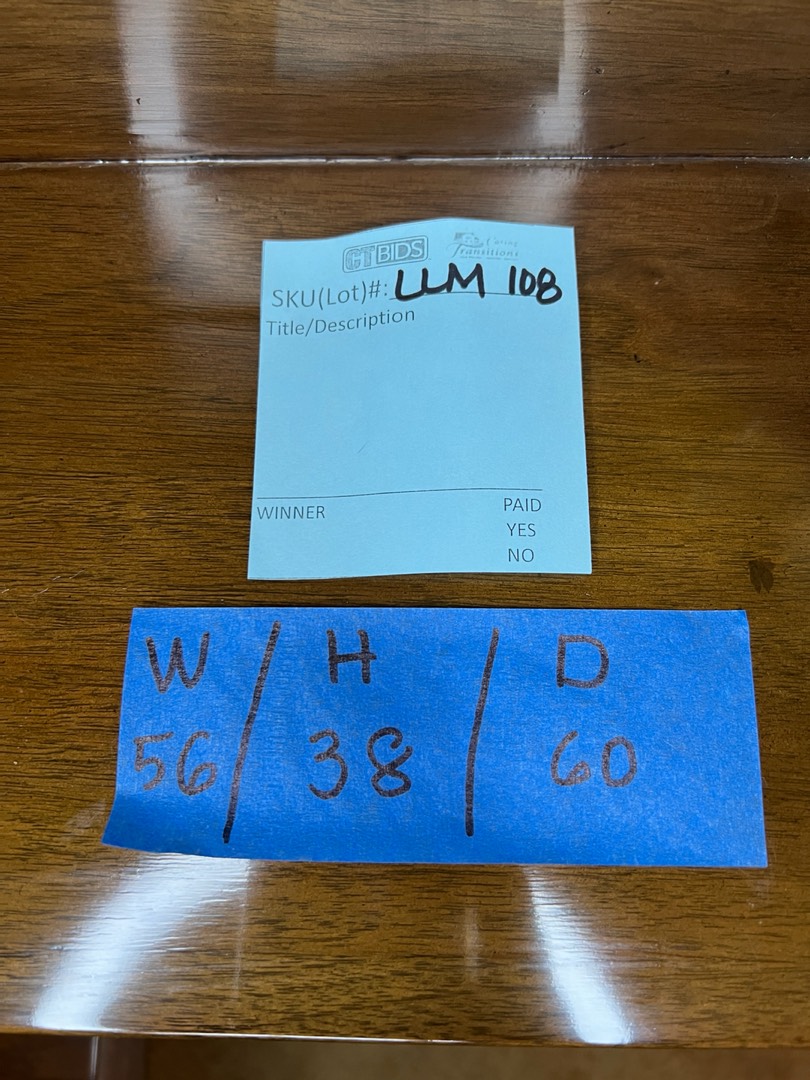 CTBIDS Caring Transitions
SKU(Lot)#: LLM 108
Title/Description
WINNER PAID
YES
NO
W / H / D
56 38 60